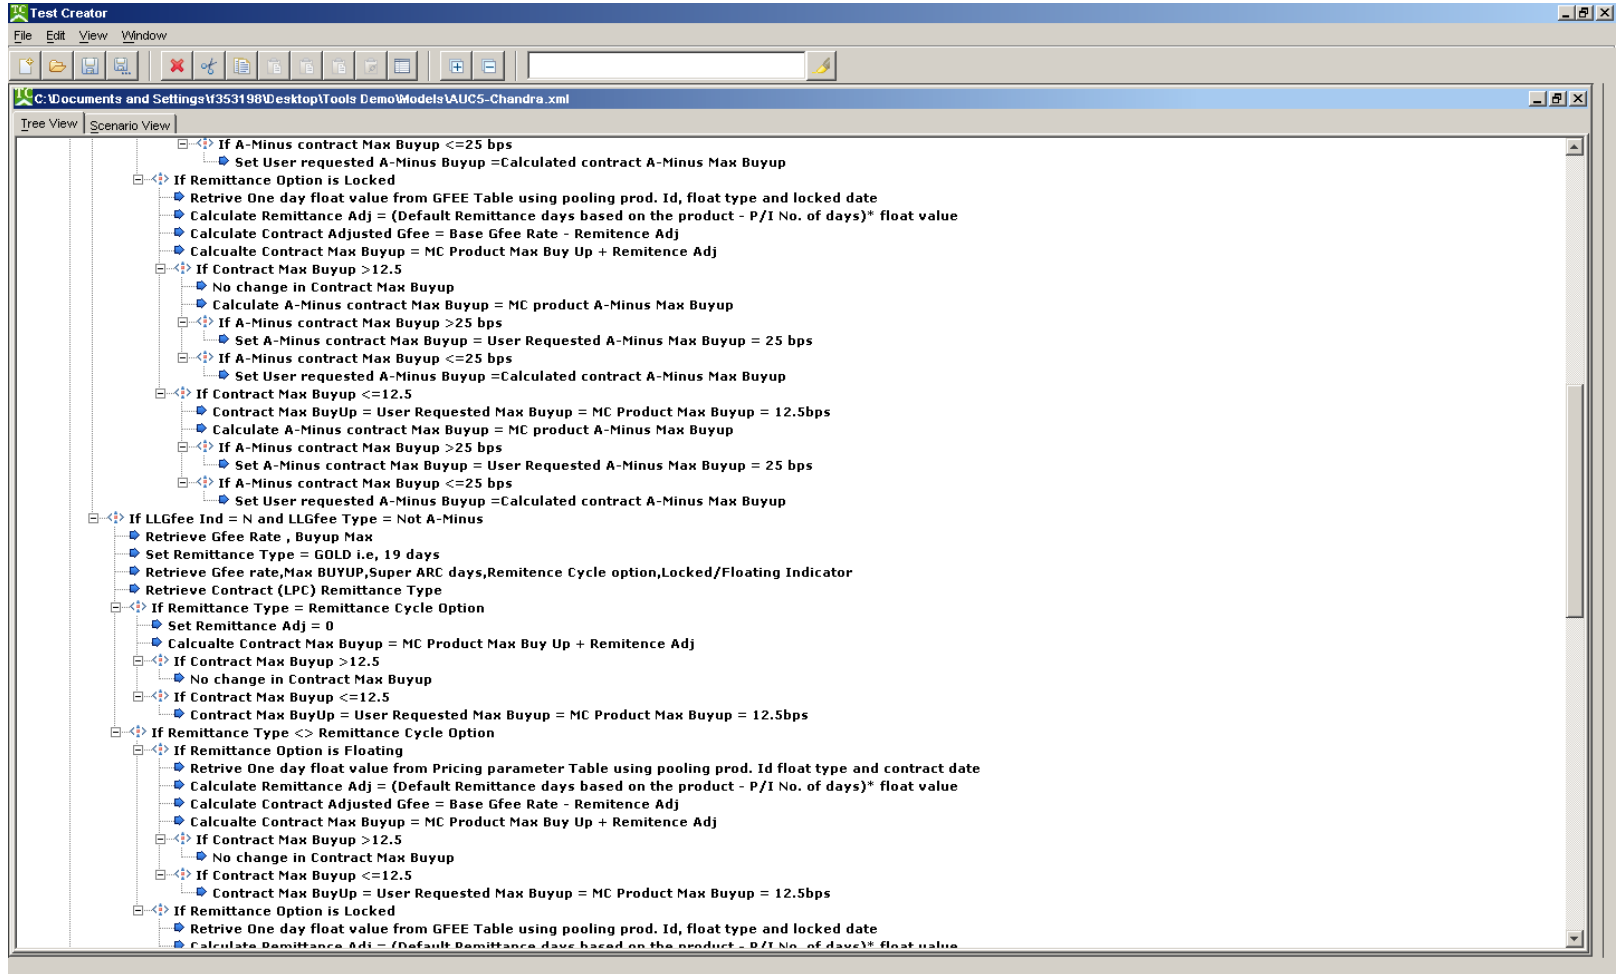 Test Creator
File Edit View Window
C:\Documents and Settings\f353198\Desktop\Tools Demo\Models\AUC5-Chandra.xml
Tree View Scenario View
If A-Minus contract Max Buyup <=25 bps
Set User requested A-Minus Buyup =Calculated contract A-Minus Max Buyup
If Remittance Option is Locked
Retrive One day float value from GFEE Table using pooling prod. Id, float type and locked date
Calculate Remittance Adj = (Default Remittance days based on the product - P/I No. of days)* float value
Calculate Contract Adjusted Gfee = Base Gfee Rate - Remitence Adj
Calcualte Contract Max Buyup = MC Product Max Buy Up + Remitence Adj
If Contract Max Buyup >12.5
No change in Contract Max Buyup
Calculate A-Minus contract Max Buyup = MC product A-Minus Max Buyup
If A-Minus contract Max Buyup >25 bps
Set A-Minus contract Max Buyup = User Requested A-Minus Max Buyup = 25 bps
If A-Minus contract Max Buyup <=25 bps
Set User requested A-Minus Buyup =Calculated contract A-Minus Max Buyup
If Contract Max Buyup <=12.5
Contract Max BuyUp = User Requested Max Buyup = MC Product Max Buyup = 12.5bps
Calculate A-Minus contract Max Buyup = MC product A-Minus Max Buyup
If A-Minus contract Max Buyup >25 bps
Set A-Minus contract Max Buyup = User Requested A-Minus Max Buyup = 25 bps
If A-Minus contract Max Buyup <=25 bps
Set User requested A-Minus Buyup =Calculated contract A-Minus Max Buyup
If LLGfee Ind = N and LLGfee Type = Not A-Minus
Retrieve Gfee Rate , Buyup Max
Set Remittance Type = GOLD i.e, 19 days
Retrieve Gfee rate,Max BUYUP,Super ARC days,Remitence Cycle option,Locked/Floating Indicator
Retrieve Contract (LPC) Remittance Type
If Remittance Type = Remittance Cycle Option
Set Remittance Adj = 0
Calcualte Contract Max Buyup = MC Product Max Buy Up + Remitence Adj
If Contract Max Buyup >12.5
No change in Contract Max Buyup
If Contract Max Buyup <=12.5
Contract Max BuyUp = User Requested Max Buyup = MC Product Max Buyup = 12.5bps
If Remittance Type <> Remittance Cycle Option
If Remittance Option is Floating
Retrive One day float value from Pricing parameter Table using pooling prod. Id float type and contract date
Calculate Remittance Adj = (Default Remittance days based on the product - P/I No. of days)* float value
Calculate Contract Adjusted Gfee = Base Gfee Rate - Remitence Adj
Calcualte Contract Max Buyup = MC Product Max Buy Up + Remitence Adj
If Contract Max Buyup >12.5
No change in Contract Max Buyup
If Contract Max Buyup <=12.5
Contract Max BuyUp = User Requested Max Buyup = MC Product Max Buyup = 12.5bps
If Remittance Option is Locked
Retrive One day float value from GFEE Table using pooling prod. Id, float type and locked date
Calculate Remittance Adj = (Default Remittance days based on the product - P/I No. of days)* float value